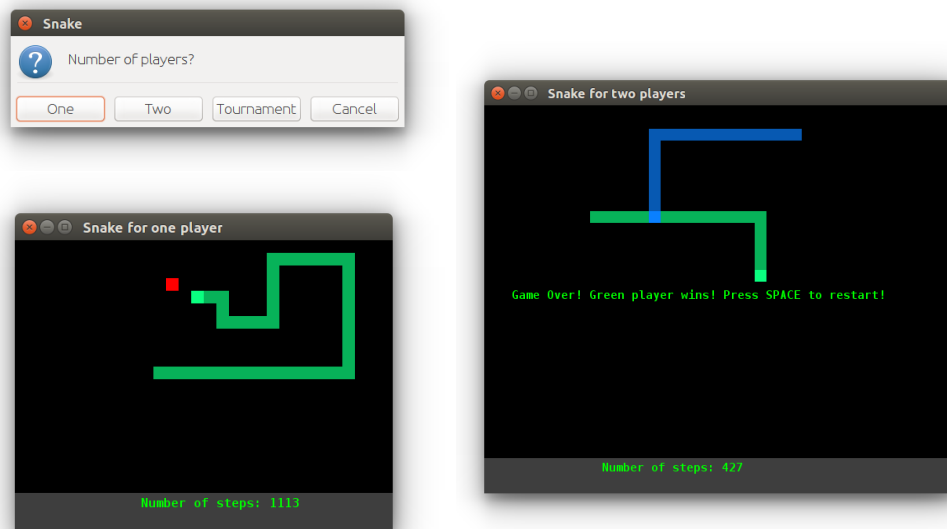 Snake
Number of players?
One
Two
Tournament
Cancel
Snake for one player
Number of steps: 1113
Snake for two players
Game Over! Green player wins! Press SPACE to restart!
Number of steps: 427